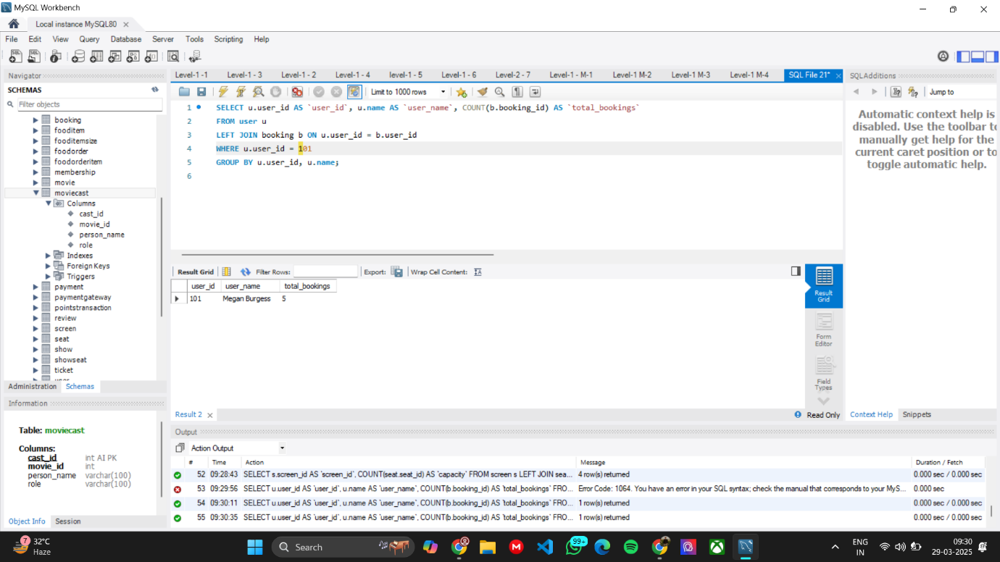 MySQL Workbench
Local instance MySQL80
File Edit View Query Database Server Tools Scripting Help
Navigator
SCHEMAS
Filter objects
booking
fooditem
fooditemsize
foodorder
foodorderitem
membership
movie
moviecast
Columns
cast_id
movie_id
person_name
role
Indexes
Foreign Keys
Triggers
payment
paymentgateway
pointstransaction
review
screen
seat
show
showseat
ticket
Administration Schemas
Information
Table: moviecast
Columns:
cast_id int AI PK
movie_id int
person_name varchar(100)
role varchar(100)
Object Info Session
Level-1 -1 Level-1 - 3 Level-1 - 2 Level-1 - 4 level-1 - 5 Level-1 - 6 Level-2 - 7 Level-1 - M-1 Level-1 M-2 Level-1 M-3 Level-1 M-4 SQL File 21*
Limit to 1000 rows
1 SELECT u.user_id AS `user_id`, u.name AS `user_name`, COUNT(b.booking_id) AS `total_bookings`
2 FROM user u
3 LEFT JOIN booking b ON u.user_id = b.user_id
4 WHERE u.user_id = 101
5 GROUP BY u.user_id, u.name;
6
Result Grid Filter Rows: Export: Wrap Cell Content:
user_id user_name total_bookings
101 Megan Burgess 5
Result
Grid
Form
Editor
Field
Types
Result 2
Read Only
SQLAdditions
Jump to
Automatic context help is
disabled. Use the toolbar to
manually get help for the
current caret position or to
toggle automatic help.
Context Help Snippets
Output
Action Output
# Time Action Message Duration / Fetch
52 09:28:43 SELECT s.screen_id AS `screen_id`, COUNT(seat.seat_id) AS `capacity` FROM screen s LEFT JOIN sea... 4 row(s) returned 0.000 sec / 0.000 sec
53 09:29:56 SELECT u.user_id AS `user_id`, u.name AS `user_name`, COUNT(b.booking_id) AS `total_bookings` FRO... Error Code: 1064. You have an error in your SQL syntax; check the manual that corresponds to your MyS... 0.000 sec
54 09:30:11 SELECT u.user_id AS `user_id`, u.name AS `user_name`, COUNT(b.booking_id) AS `total_bookings` FRO... 1 row(s) returned 0.000 sec / 0.000 sec
55 09:30:35 SELECT u.user_id AS `user_id`, u.name AS `user_name`, COUNT(b.booking_id) AS `total_bookings` FRO... 1 row(s) returned 0.000 sec / 0.000 sec
7
32°C
Haze
Search
99+
ENG
IN
09:30
29-03-2025